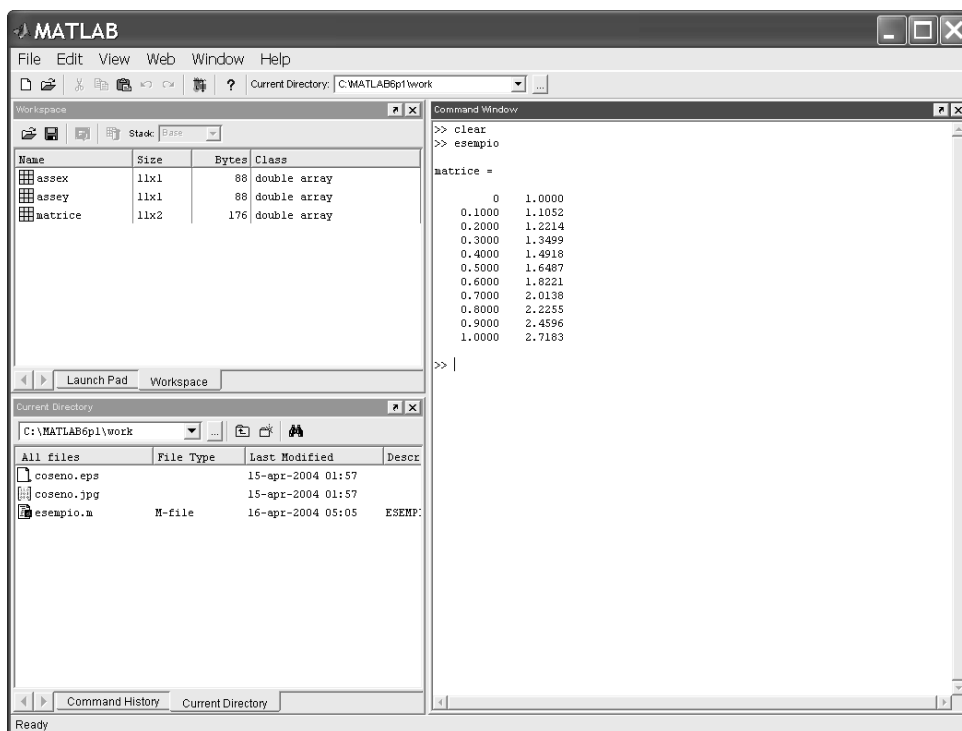 MATLAB
File Edit View Web Window Help
? Current Directory: C:\MATLAB6p1\work ...
Workspace
Stack: Base
Name Size Bytes Class
assex 11x1 88 double array
assey 11x1 88 double array
matrice 11x2 176 double array
Launch Pad Workspace
Current Directory
C:\MATLAB6p1\work ...
All files File Type Last Modified Descr
coseno.eps 15-apr-2004 01:57
coseno.jpg 15-apr-2004 01:57
esempio.m M-file 16-apr-2004 05:05 ESEMP
Command History Current Directory
Command Window
>> clear
>> esempio
matrice =
0 1.0000
0.1000 1.1052
0.2000 1.2214
0.3000 1.3499
0.4000 1.4918
0.5000 1.6487
0.6000 1.8221
0.7000 2.0138
0.8000 2.2255
0.9000 2.4596
1.0000 2.7183
>>
Ready